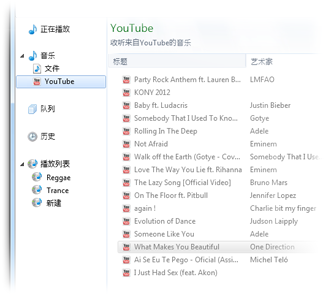 正在播放
音乐
文件
YouTube
队列
历史
播放列表
Reggae
Trance
新建
YouTube
收听来自YouTube的音乐
标题 艺术家
Party Rock Anthem ft. Lauren B... LMFAO
KONY 2012
Baby ft. Ludacris Justin Bieber
Somebody That I Used To Kno... Gotye
Rolling In The Deep Adele
Not Afraid Eminem
Walk off the Earth (Gotye - Cov... Somebody That I Used
Love The Way You Lie ft. Rihanna Eminem
The Lazy Song [Official Video] Bruno Mars
On The Floor ft. Pitbull Jennifer Lopez
again ! Charlie bit my finger
Evolution of Dance Judson Laipply
Someone Like You Adele
What Makes You Beautiful One Direction
Ai Se Eu Te Pego - Oficial (Assi... Michel Teló
I Just Had Sex (feat. Akon)